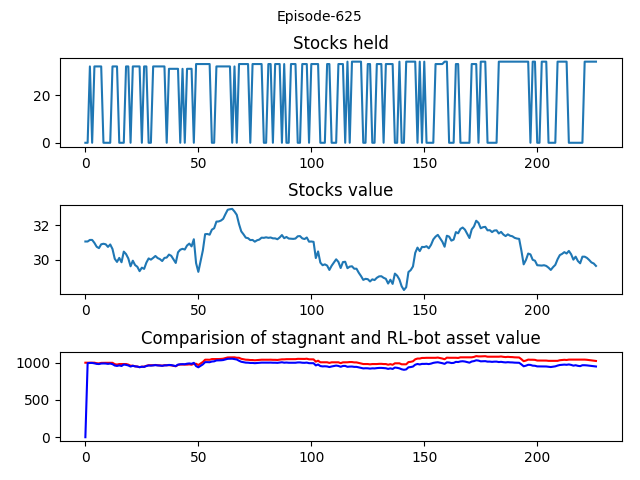 Episode-625
Stocks held
20
0
0 50 100 150 200
Stocks value
32
30
0 50 100 150 200
Comparision of stagnant and RL-bot asset value
1000
500
0
0 50 100 150 200